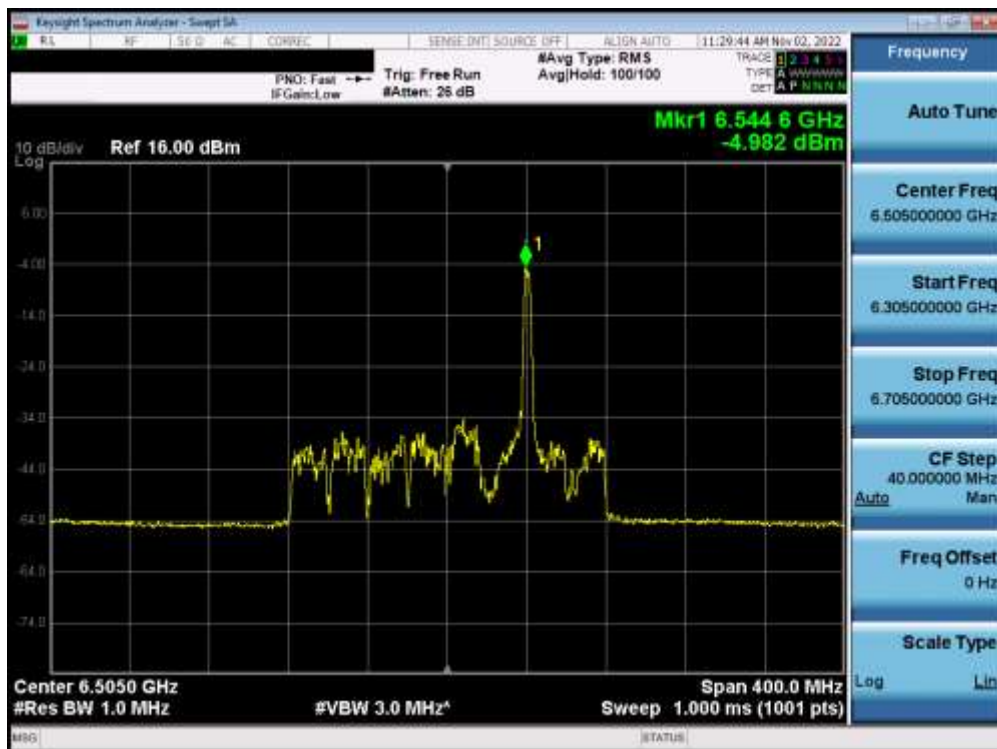 Keysight Spectrum Analyzer - Swept SA
RL RF 50 Ω AC CORREC SENSE:INT SOURCE OFF ALIGN AUTO 11:29:44 AM Nov 02, 2022
PNO: Fast
IFGain:Low
Trig: Free Run
#Atten: 26 dB
#Avg Type: RMS
Avg|Hold: 100/100
TRACE 1 2 3 4 5 6
TYPE A WWWWW
DET A P N N N N
Mkr1 6.544 6 GHz
-4.982 dBm
10 dB/div
Log
Ref 16.00 dBm
1
6.00
-4.00
-14.0
-24.0
-34.0
-44.0
-54.0
-64.0
-74.0
Center 6.5050 GHz
#Res BW 1.0 MHz
#VBW 3.0 MHz*
Span 400.0 MHz
Sweep 1.000 ms (1001 pts)
MSG
STATUS
Frequency
Auto Tune
Center Freq
6.505000000 GHz
Start Freq
6.305000000 GHz
Stop Freq
6.705000000 GHz
CF Step
40.000000 MHz
Auto Man
Freq Offset
0 Hz
Scale Type
Log Lin